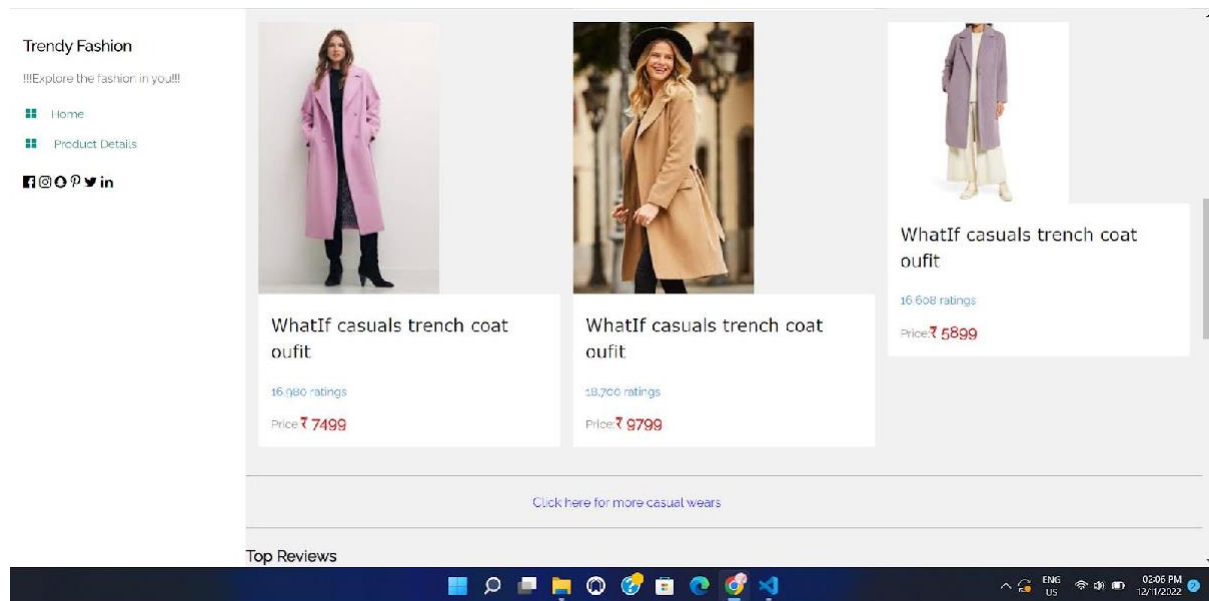 Trendy Fashion
!!!Explore the fashion in you!!!
Home
Product Details
WhatIf casuals trench coat
oufit
16,980 ratings
Price:₹ 7499
WhatIf casuals trench coat
oufit
18,700 ratings
Price:₹ 9799
WhatIf casuals trench coat
oufit
16,608 ratings
Price:₹ 5899
Click here for more casual wears
Top Reviews
ENG
US
02:06 PM
12/11/2022
2